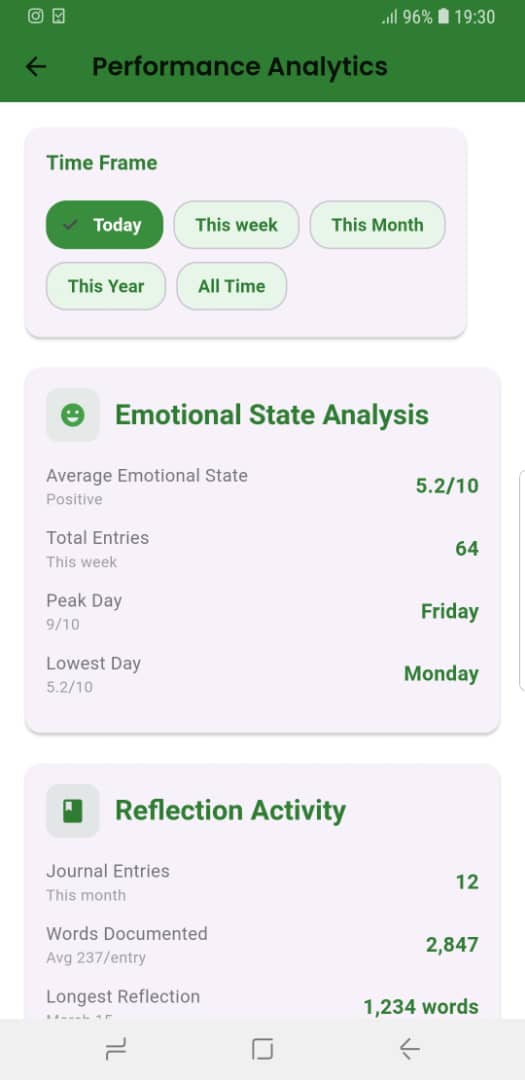 96% 19:30
Performance Analytics
Time Frame
Today This week This Month
This Year All Time
Emotional State Analysis
Average Emotional State
5.2/10
Positive
Total Entries
64
This week
Peak Day
Friday
9/10
Lowest Day
Monday
5.2/10
Reflection Activity
Journal Entries
12
This month
Words Documented
2,847
Avg 237/entry
Longest Reflection
1,234 words
March 15